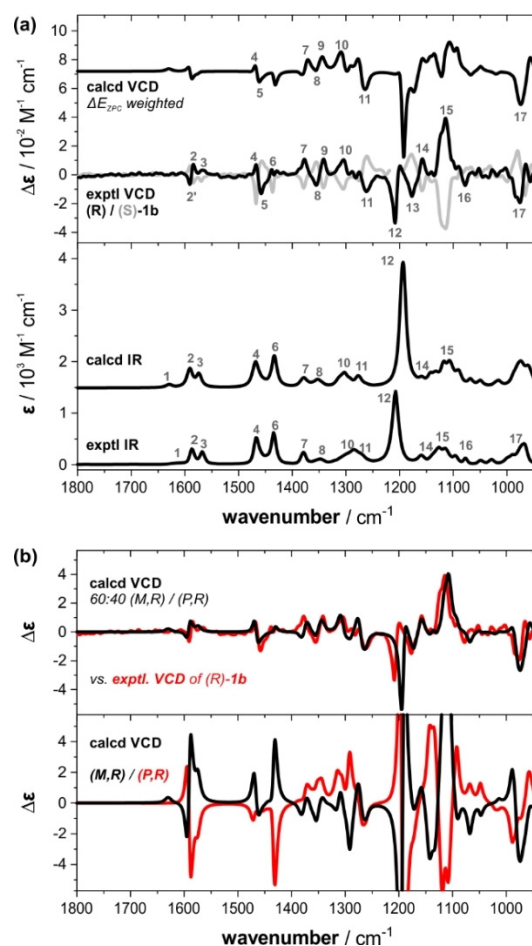 (a)
10
8
6
4
2
0
-2
-4
Δε / 10⁻² M⁻¹ cm⁻¹
4 5 7 8 9 10 11 17
calcd VCD
ΔE_ZPC weighted
2 3 4 6 7 9 10 14 15
2' 5 8 11 12 13 16 17
exptl VCD
(R) / (S)-1b
4
2
1
0
ε / 10³ M⁻¹ cm⁻¹
12
calcd IR
1 2 3 4 6 7 8 10 11 14 15
12
exptl IR
1 2 3 4 6 7 8 10 11 14 15 16 17
1800 1700 1600 1500 1400 1300 1200 1100 1000
wavenumber / cm⁻¹
(b)
4
2
0
-2
-4
Δε
calcd VCD
60:40 (M,R) / (P,R)
vs. exptl. VCD of (R)-1b
4
2
0
-2
-4
Δε
calcd VCD
(M,R) / (P,R)
1800 1700 1600 1500 1400 1300 1200 1100 1000
wavenumber / cm⁻¹